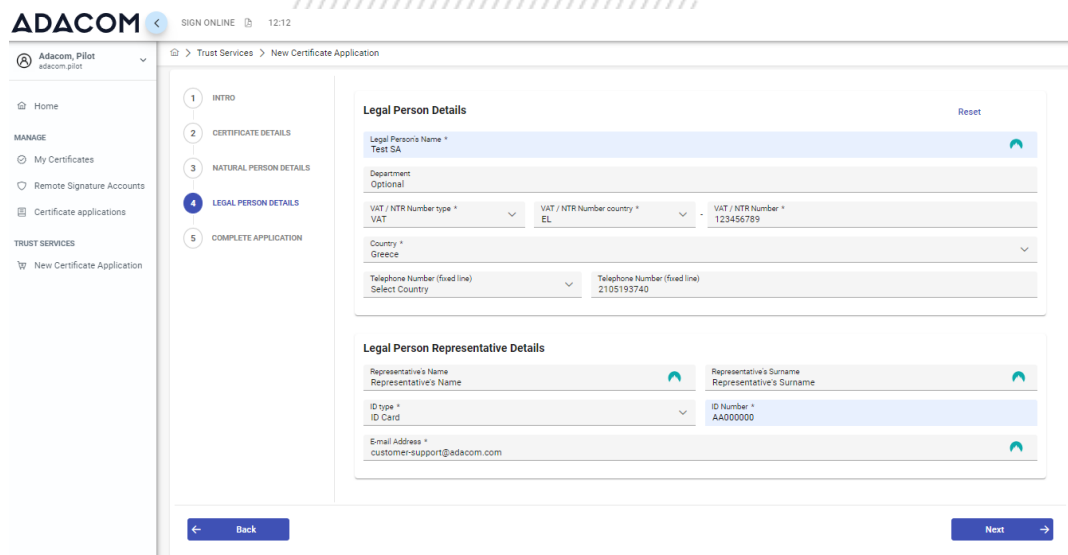 ADACOM
SIGN ONLINE 12:12
Adacom, Pilot
adacom.pilot
Trust Services > New Certificate Application
Home
MANAGE
My Certificates
Remote Signature Accounts
Certificate applications
TRUST SERVICES
New Certificate Application
1 INTRO
2 CERTIFICATE DETAILS
3 NATURAL PERSON DETAILS
4 LEGAL PERSON DETAILS
5 COMPLETE APPLICATION
Legal Person Details
Reset
Legal Person's Name *
Test SA
Department
Optional
VAT / NTR Number type * VAT / NTR Number country * VAT / NTR Number *
VAT EL - 123456789
Country *
Greece
Telephone Number (fixed line) Telephone Number (fixed line)
Select Country 2105193740
Legal Person Representative Details
Representative's Name Representative's Surname
Representative's Name Representative's Surname
ID type * ID Number *
ID Card AA000000
E-mail Address *
customer-support@adacom.com
Back
Next